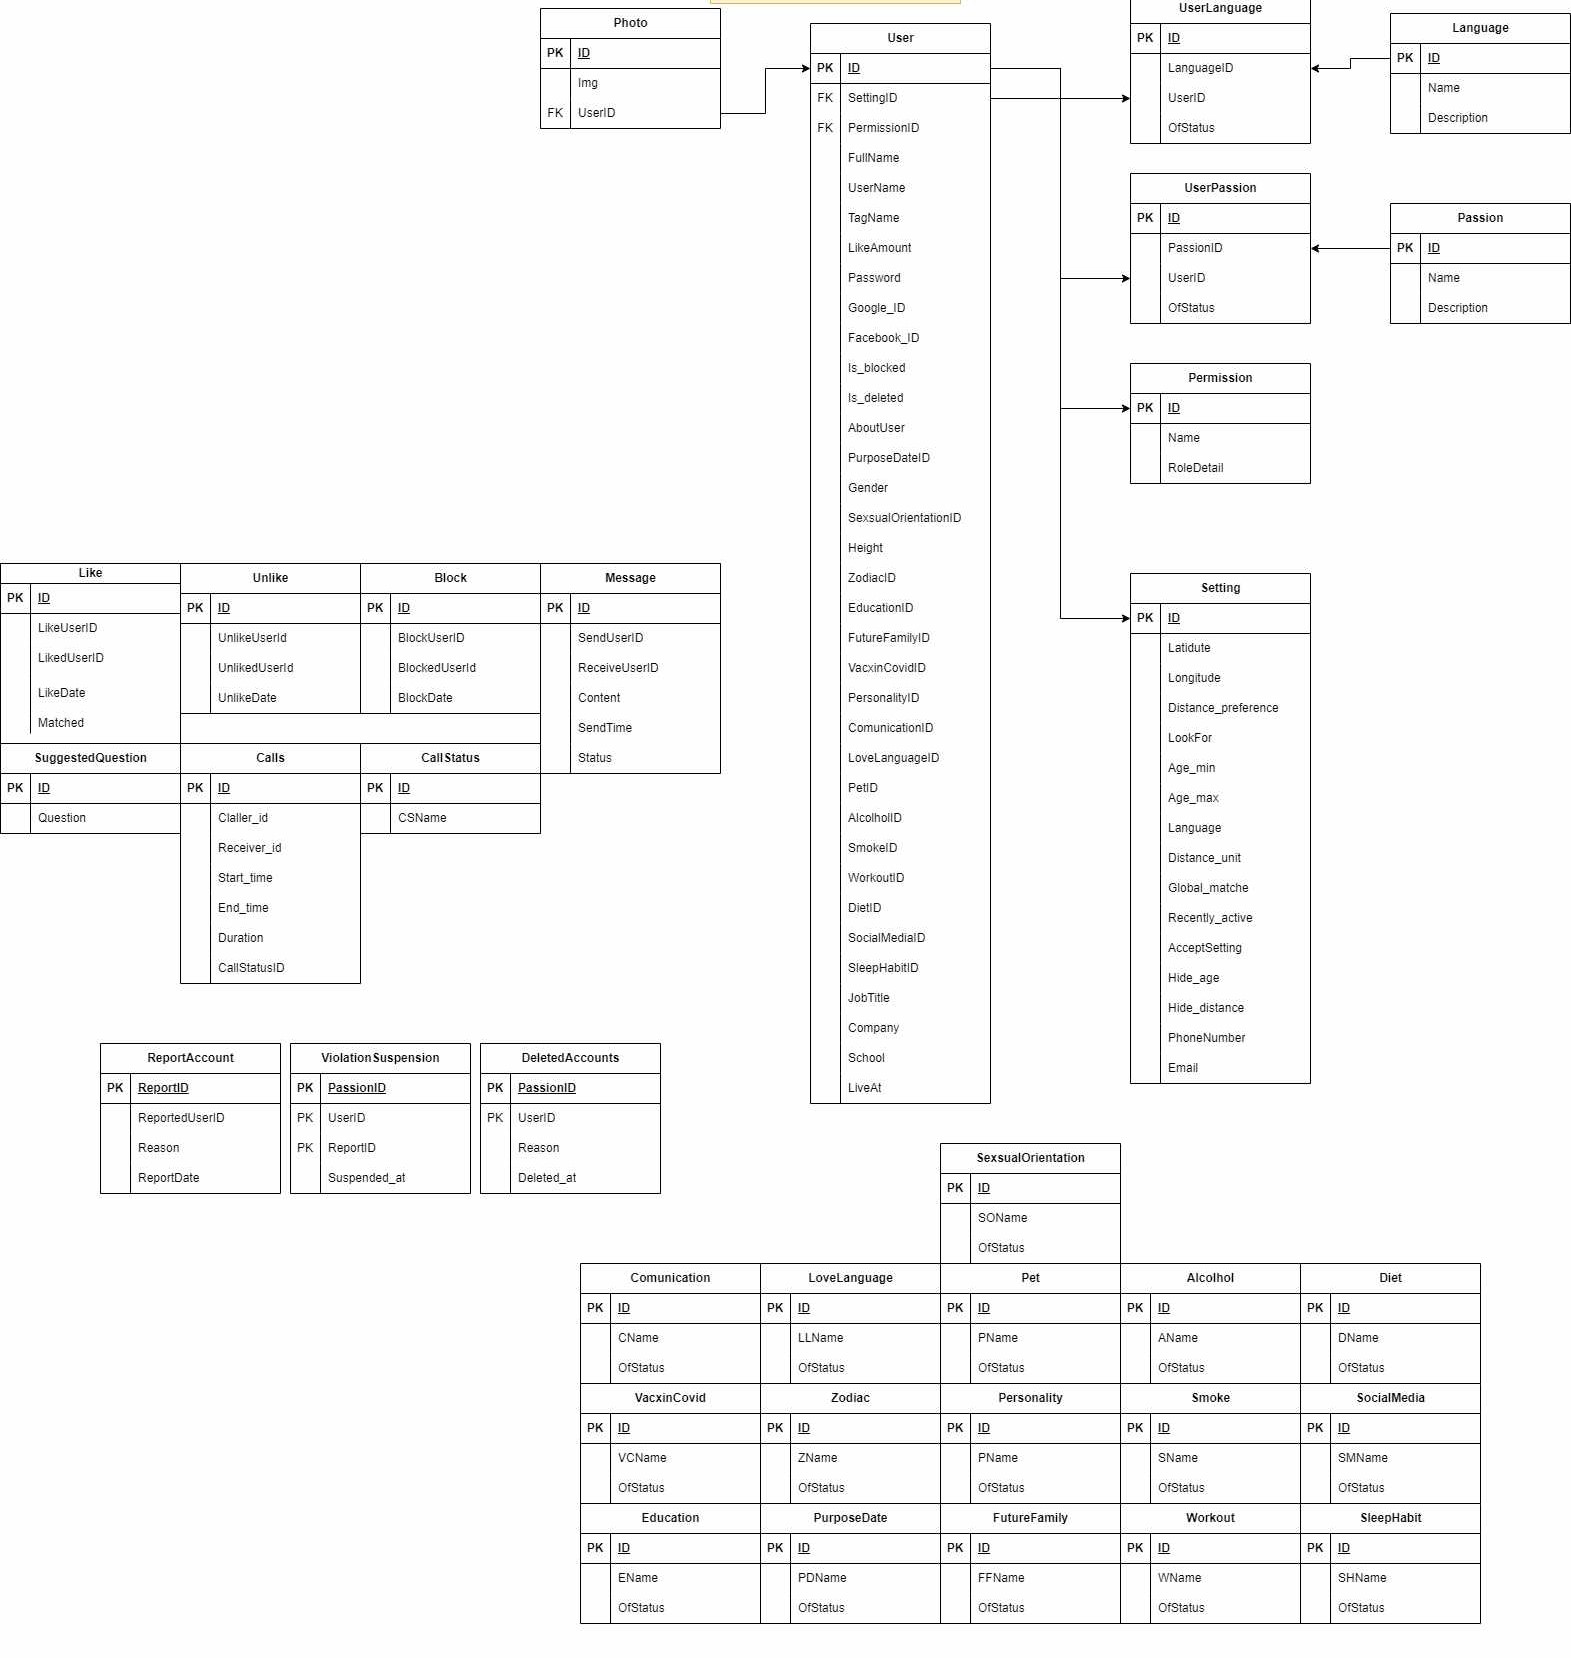 Photo
PK ID
Img
FK UserID
User
PK ID
FK SettingID
FK PermissionID
FullName
UserName
TagName
LikeAmount
Password
Google_ID
Facebook_ID
Is_blocked
Is_deleted
AboutUser
PurposeDateID
Gender
SexsualOrientationID
Height
ZodiacID
EducationID
FutureFamilyID
VacxinCovidID
PersonalityID
ComunicationID
LoveLanguageID
PetID
AlcolholID
SmokeID
WorkoutID
DietID
SocialMediaID
SleepHabitID
JobTitle
Company
School
LiveAt
UserLanguage
PK ID
LanguageID
UserID
OfStatus
Language
PK ID
Name
Description
UserPassion
PK ID
PassionID
UserID
OfStatus
Passion
PK ID
Name
Description
Permission
PK ID
Name
RoleDetail
Setting
PK ID
Latidute
Longitude
Distance_preference
LookFor
Age_min
Age_max
Language
Distance_unit
Global_matche
Recently_active
AcceptSetting
Hide_age
Hide_distance
PhoneNumber
Email
Like
PK ID
LikeUserID
LikedUserID
LikeDate
Matched
Unlike
PK ID
UnlikeUserId
UnlikedUserId
UnlikeDate
Block
PK ID
BlockUserID
BlockedUserId
BlockDate
Message
PK ID
SendUserID
ReceiveUserID
Content
SendTime
Status
SuggestedQuestion
PK ID
Question
Calls
PK ID
Claller_id
Receiver_id
Start_time
End_time
Duration
CallStatusID
CallStatus
PK ID
CSName
ReportAccount
PK ReportID
ReportedUserID
Reason
ReportDate
ViolationSuspension
PK PassionID
PK UserID
PK ReportID
Suspended_at
DeletedAccounts
PK PassionID
PK UserID
Reason
Deleted_at
SexsualOrientation
PK ID
SOName
OfStatus
Comunication
PK ID
CName
OfStatus
LoveLanguage
PK ID
LLName
OfStatus
Pet
PK ID
PName
OfStatus
Alcolhol
PK ID
AName
OfStatus
Diet
PK ID
DName
OfStatus
VacxinCovid
PK ID
VCName
OfStatus
Zodiac
PK ID
ZName
OfStatus
Personality
PK ID
PName
OfStatus
Smoke
PK ID
SName
OfStatus
SocialMedia
PK ID
SMName
OfStatus
Education
PK ID
EName
OfStatus
PurposeDate
PK ID
PDName
OfStatus
FutureFamily
PK ID
FFName
OfStatus
Workout
PK ID
WName
OfStatus
SleepHabit
PK ID
SHName
OfStatus